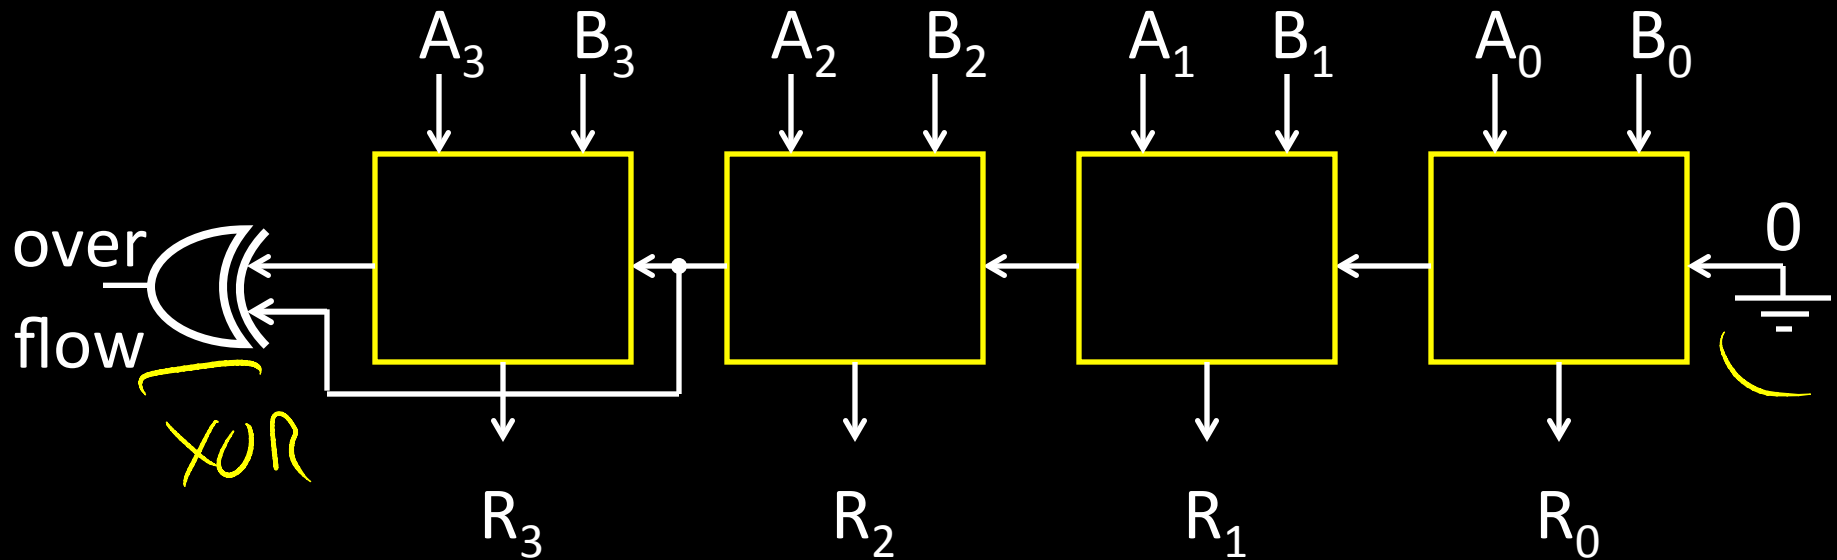 A₃ B₃ A₂ B₂ A₁ B₁ A₀ B₀
0
over
flow
XOR
R₃ R₂ R₁ R₀